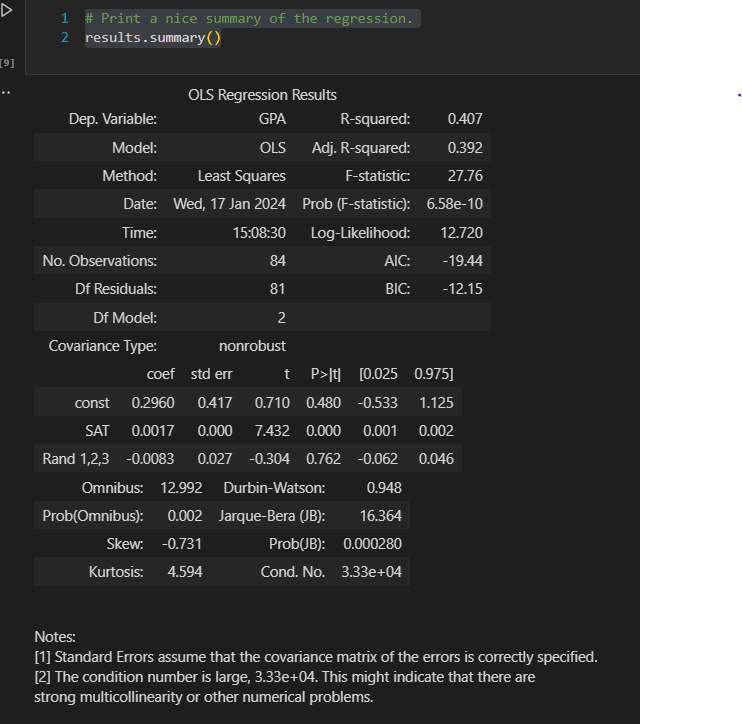 1 # Print a nice summary of the regression.
2 results.summary()
[9]
..
OLS Regression Results
Dep. Variable: GPA R-squared: 0.407
Model: OLS Adj. R-squared: 0.392
Method: Least Squares F-statistic: 27.76
Date: Wed, 17 Jan 2024 Prob (F-statistic): 6.58e-10
Time: 15:08:30 Log-Likelihood: 12.720
No. Observations: 84 AIC: -19.44
Df Residuals: 81 BIC: -12.15
Df Model: 2
Covariance Type: nonrobust
coef std err t P>|t| [0.025 0.975]
const 0.2960 0.417 0.710 0.480 -0.533 1.125
SAT 0.0017 0.000 7.432 0.000 0.001 0.002
Rand 1,2,3 -0.0083 0.027 -0.304 0.762 -0.062 0.046
Omnibus: 12.992 Durbin-Watson: 0.948
Prob(Omnibus): 0.002 Jarque-Bera (JB): 16.364
Skew: -0.731 Prob(JB): 0.000280
Kurtosis: 4.594 Cond. No. 3.33e+04
Notes:
[1] Standard Errors assume that the covariance matrix of the errors is correctly specified.
[2] The condition number is large, 3.33e+04. This might indicate that there are
strong multicollinearity or other numerical problems.